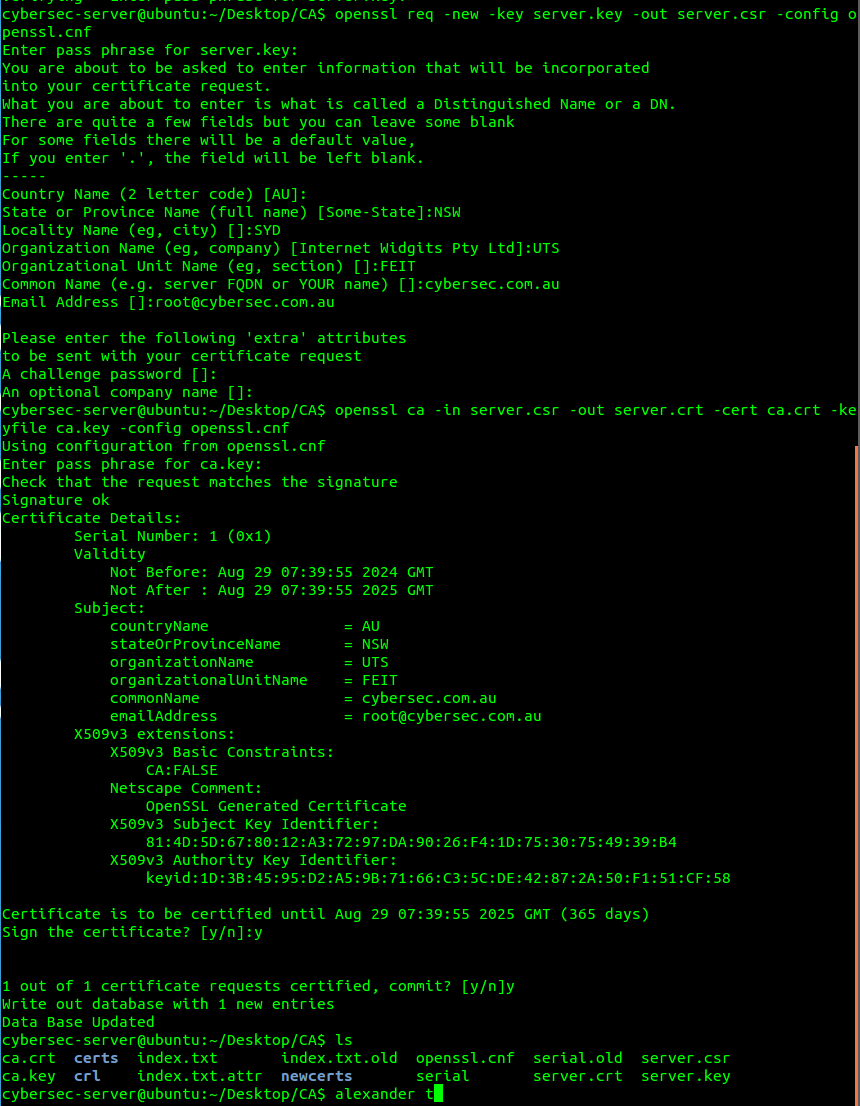 cybersec-server@ubuntu:~/Desktop/CA$ openssl req -new -key server.key -out server.csr -config o
penssl.cnf
Enter pass phrase for server.key:
You are about to be asked to enter information that will be incorporated
into your certificate request.
What you are about to enter is what is called a Distinguished Name or a DN.
There are quite a few fields but you can leave some blank
For some fields there will be a default value,
If you enter '.', the field will be left blank.
-----
Country Name (2 letter code) [AU]:
State or Province Name (full name) [Some-State]:NSW
Locality Name (eg, city) []:SYD
Organization Name (eg, company) [Internet Widgits Pty Ltd]:UTS
Organizational Unit Name (eg, section) []:FEIT
Common Name (e.g. server FQDN or YOUR name) []:cybersec.com.au
Email Address []:root@cybersec.com.au

Please enter the following 'extra' attributes
to be sent with your certificate request
A challenge password []:
An optional company name []:
cybersec-server@ubuntu:~/Desktop/CA$ openssl ca -in server.csr -out server.crt -cert ca.crt -ke
yfile ca.key -config openssl.cnf
Using configuration from openssl.cnf
Enter pass phrase for ca.key:
Check that the request matches the signature
Signature ok
Certificate Details:
        Serial Number: 1 (0x1)
        Validity
            Not Before: Aug 29 07:39:55 2024 GMT
            Not After : Aug 29 07:39:55 2025 GMT
        Subject:
            countryName               = AU
            stateOrProvinceName       = NSW
            organizationName          = UTS
            organizationalUnitName    = FEIT
            commonName                = cybersec.com.au
            emailAddress              = root@cybersec.com.au
        X509v3 extensions:
            X509v3 Basic Constraints:
                CA:FALSE
            Netscape Comment:
                OpenSSL Generated Certificate
            X509v3 Subject Key Identifier:
                81:4D:5D:67:80:12:A3:72:97:DA:90:26:F4:1D:75:30:75:49:39:B4
            X509v3 Authority Key Identifier:
                keyid:1D:3B:45:95:D2:A5:9B:71:66:C3:5C:DE:42:87:2A:50:F1:51:CF:58

Certificate is to be certified until Aug 29 07:39:55 2025 GMT (365 days)
Sign the certificate? [y/n]:y


1 out of 1 certificate requests certified, commit? [y/n]y
Write out database with 1 new entries
Data Base Updated
cybersec-server@ubuntu:~/Desktop/CA$ ls
ca.crt  certs  index.txt       index.txt.old  openssl.cnf  serial.old  server.csr
ca.key  crl    index.txt.attr  newcerts       serial       server.crt  server.key
cybersec-server@ubuntu:~/Desktop/CA$ alexander t